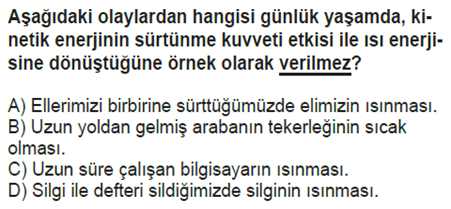 Aşağıdaki olaylardan hangisi günlük yaşamda, ki-
netik enerjinin sürtünme kuvveti etkisi ile ısı enerji-
sine dönüştüğüne örnek olarak verilmez?
A) Ellerimizi birbirine sürttüğümüzde elimizin ısınması.
B) Uzun yoldan gelmiş arabanın tekerleğinin sıcak
olması.
C) Uzun süre çalışan bilgisayarın ısınması.
D) Silgi ile defteri sildiğimizde silginin ısınması.